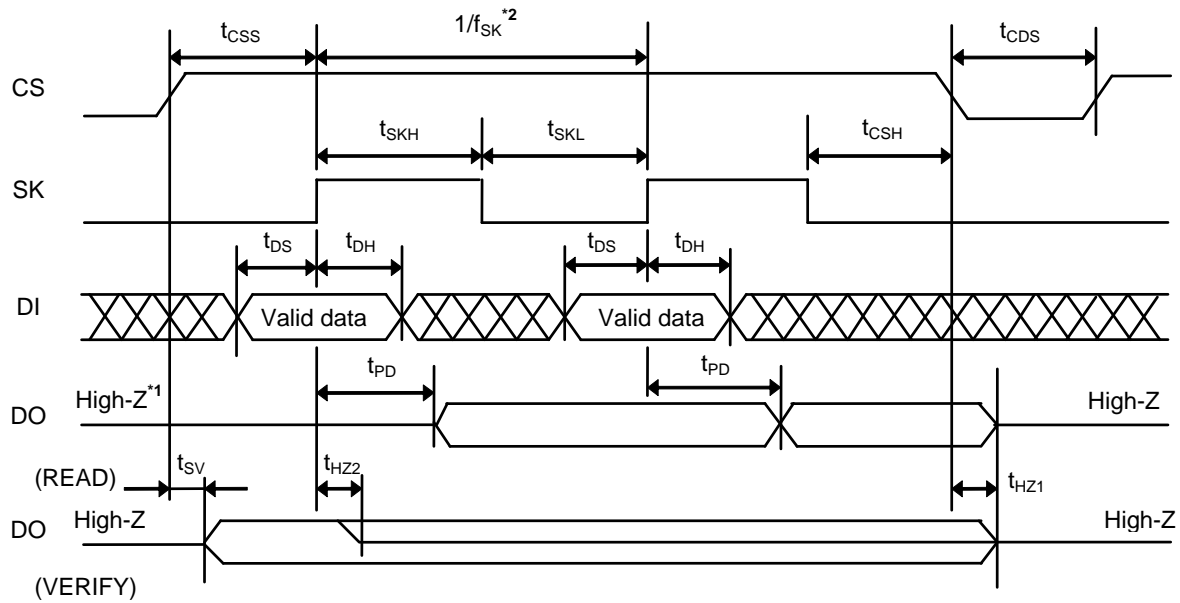 tCSS 1/fSK*2 tCDS
CS
tSKH tSKL tCSH
SK
tDS tDH tDS tDH
DI Valid data Valid data
tPD tPD
High-Z*1 High-Z
DO
(READ) tSV tHZ2 tHZ1
High-Z High-Z
DO
(VERIFY)